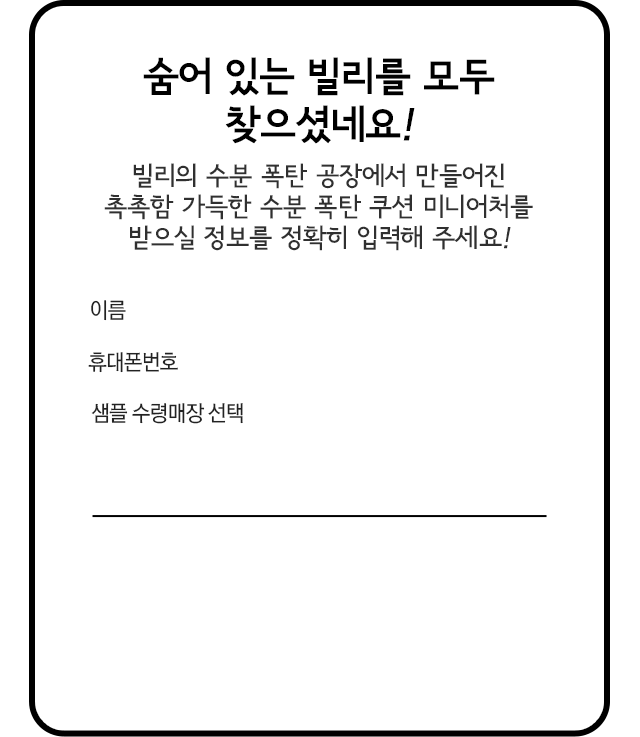 숨어 있는 빌리를 모두
찾으셨네요!
빌리의 수분 폭탄 공장에서 만들어진
촉촉함 가득한 수분 폭탄 쿠션 미니어처를
받으실 정보를 정확히 입력해 주세요!
이름
휴대폰번호
샘플 수령매장 선택